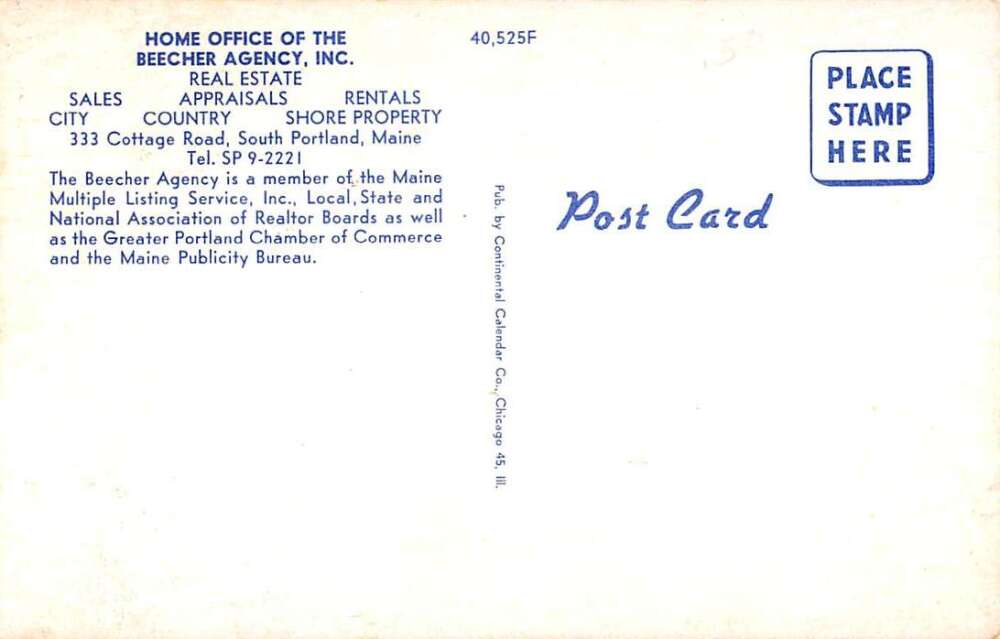 HOME OFFICE OF THE
BEECHER AGENCY, INC.
REAL ESTATE
SALES APPRAISALS RENTALS
CITY COUNTRY SHORE PROPERTY
333 Cottage Road, South Portland, Maine
Tel. SP 9-2221
The Beecher Agency is a member of the Maine
Multiple Listing Service, Inc., Local, State and
National Association of Realtor Boards as well
as the Greater Portland Chamber of Commerce
and the Maine Publicity Bureau.
40,525F
Pub. by Continental Calendar Co., Chicago 45, Ill.
PLACE
STAMP
HERE
Post Card